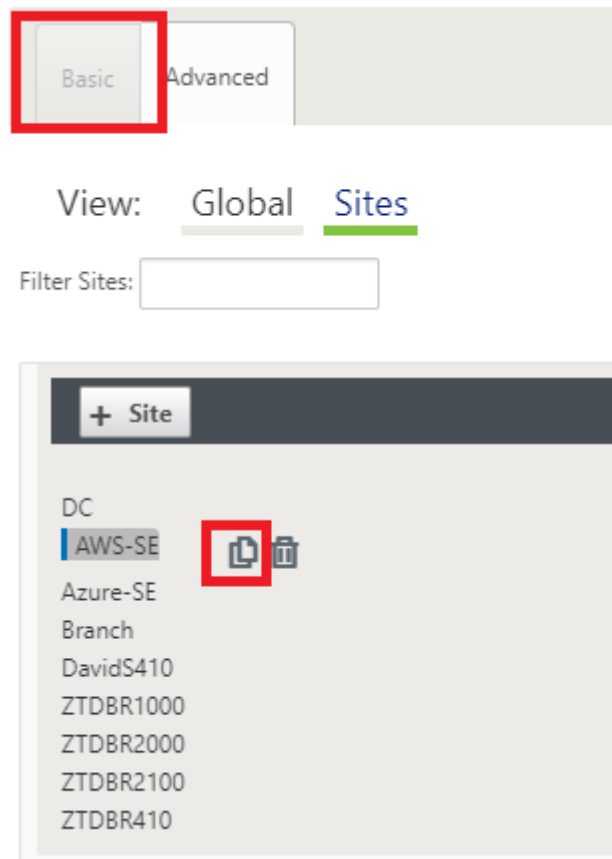 Basic Advanced
View: Global Sites
Filter Sites:
+ Site
DC
AWS-SE
Azure-SE
Branch
DavidS410
ZTDBR1000
ZTDBR2000
ZTDBR2100
ZTDBR410